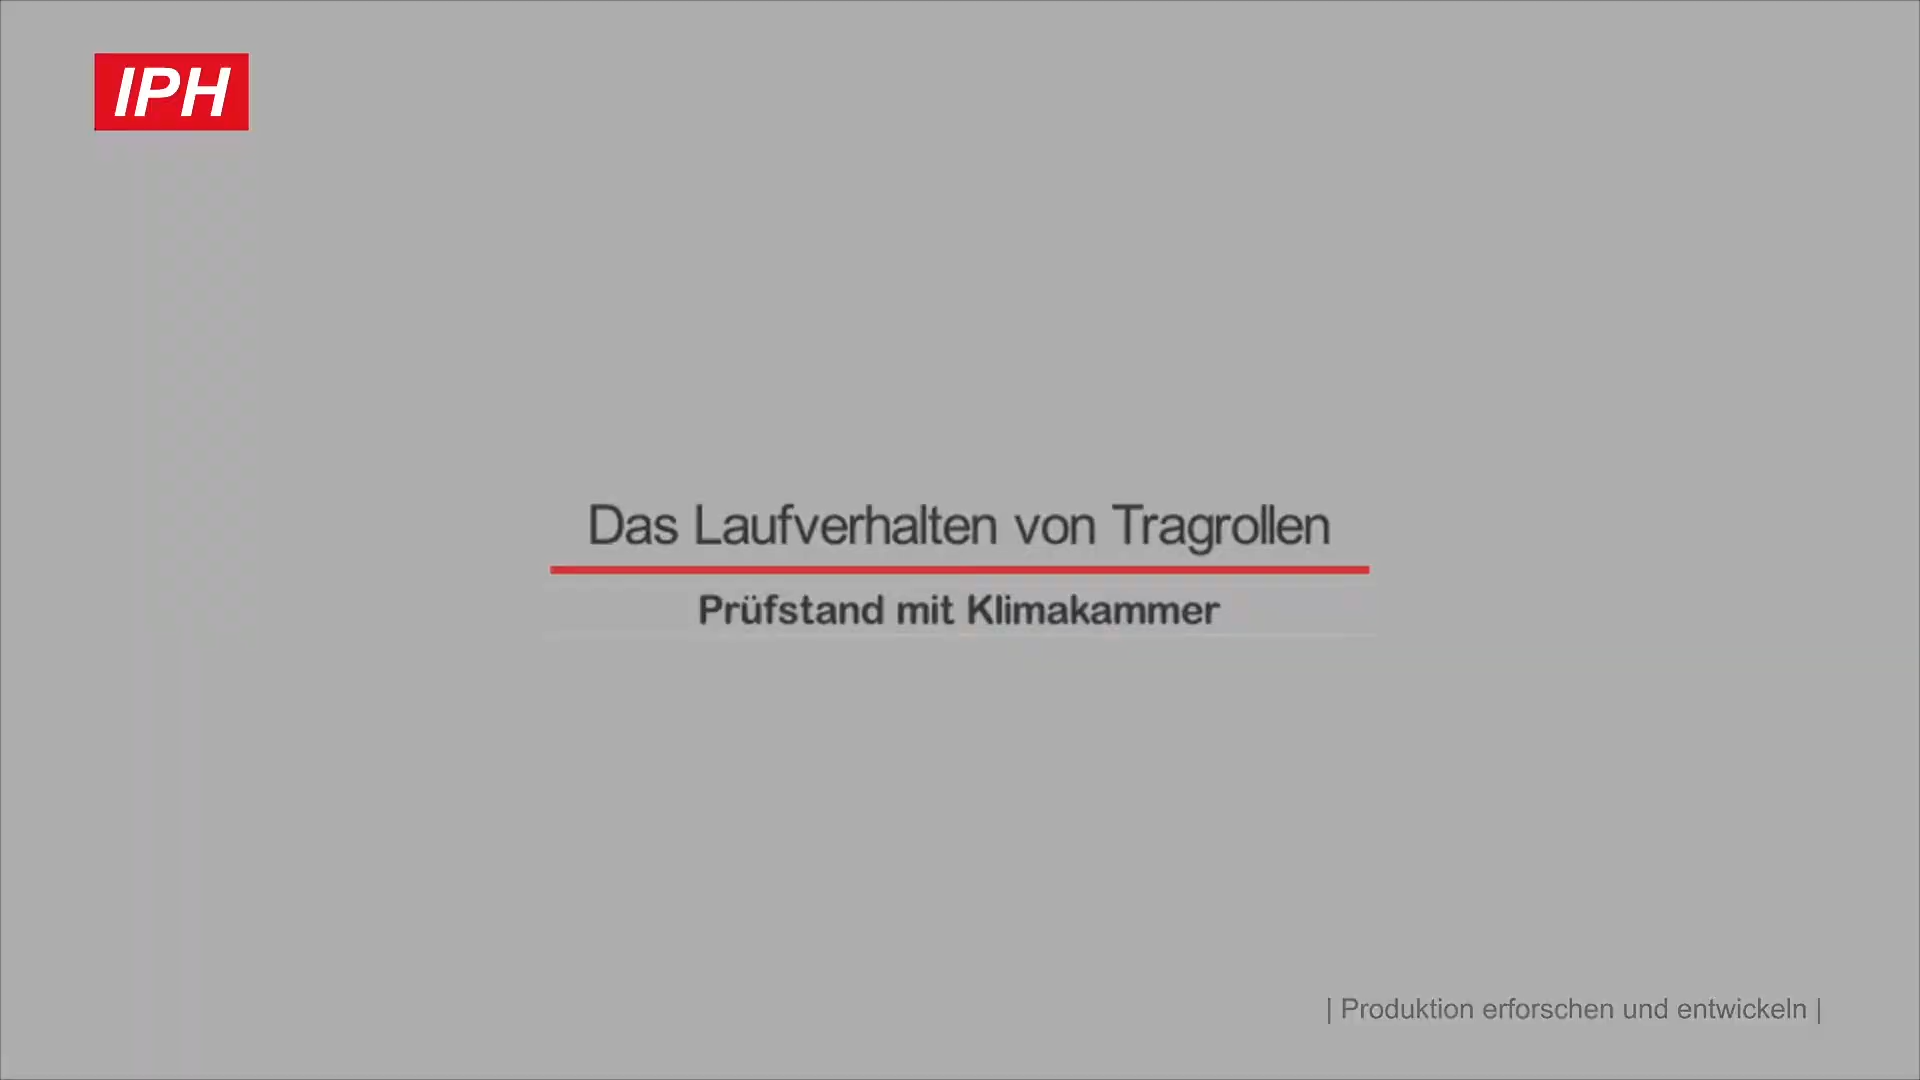 IPH
Das Laufverhalten von Tragrollen
Prüfstand mit Klimakammer
| Produktion erforschen und entwickeln |